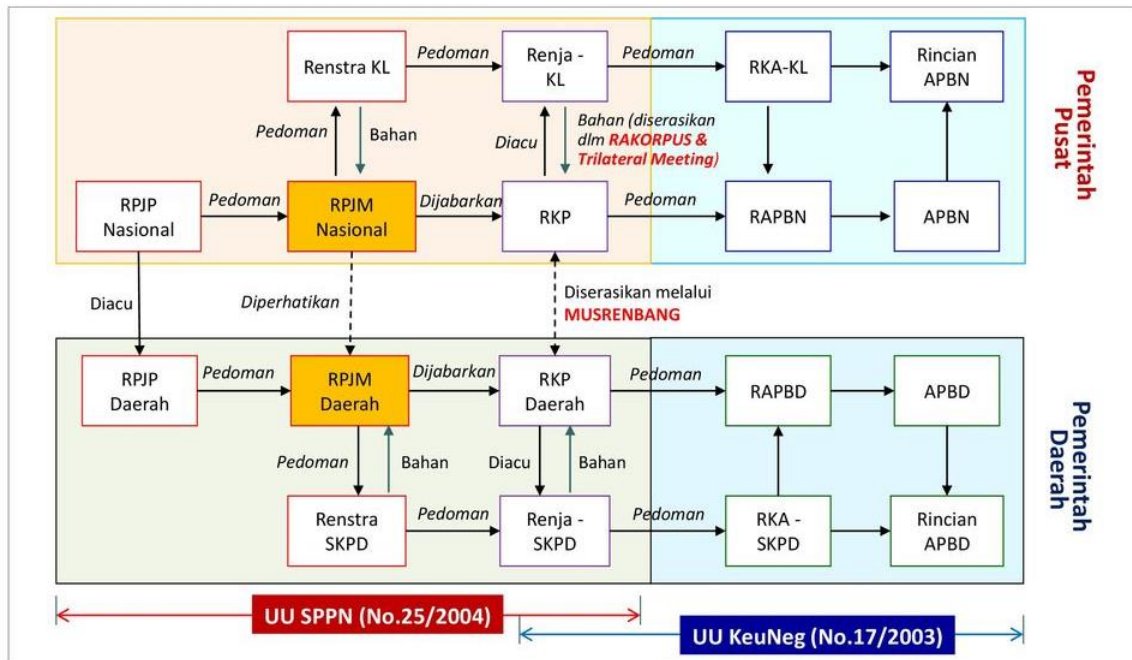 Renstra KL
Pedoman
Renja -
KL
Pedoman
RKA-KL
Rincian
APBN
Pedoman
Bahan
Diacu
Bahan (diserasikan
dlm RAKORPUS &
Trilateral Meeting)
RPJP
Nasional
Pedoman
RPJM
Nasional
Dijabarkan
RKP
Pedoman
RAPBN
APBN
Pemerintah
Pusat
Diacu
Diperhatikan
Diserasikan melalui
MUSRENBANG
RPJP
Daerah
Pedoman
RPJM
Daerah
Dijabarkan
RKP
Daerah
Pedoman
RAPBD
APBD
Pedoman
Bahan
Diacu
Bahan
Renstra
SKPD
Pedoman
Renja -
SKPD
Pedoman
RKA -
SKPD
Rincian
APBD
Pemerintah
Daerah
UU SPPN (No.25/2004)
UU KeuNeg (No.17/2003)